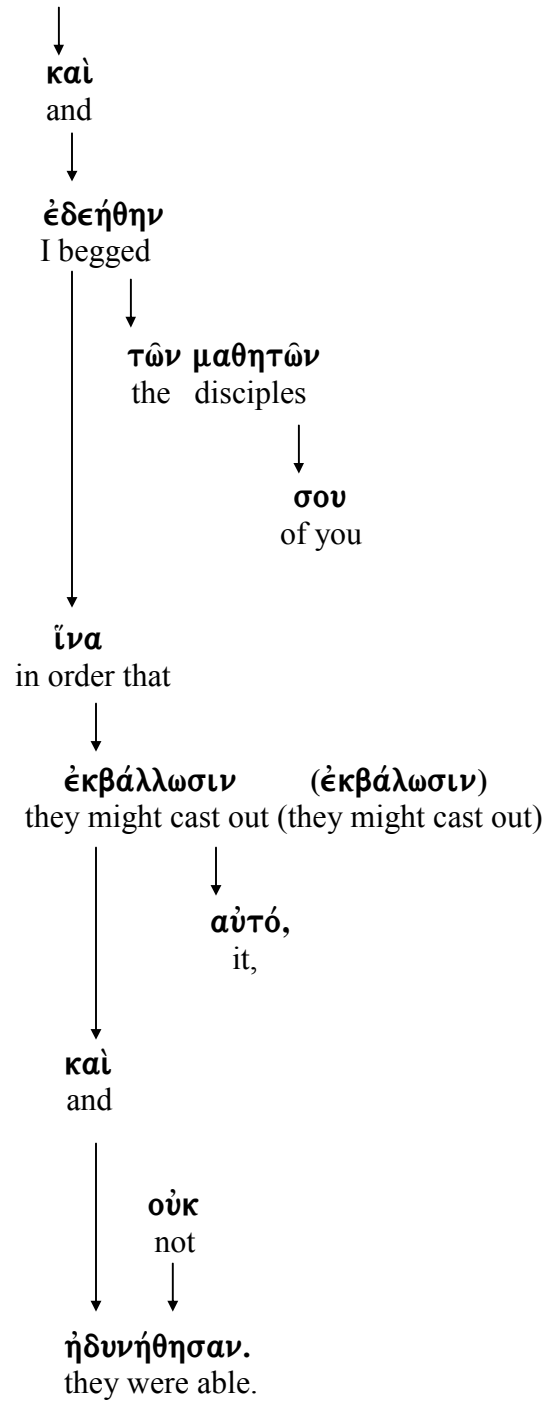 καὶ
and
ἐδεήθην
I begged
τῶν μαθητῶν
the disciples
σου
of you
ἵνα
in order that
ἐκβάλλωσιν (ἐκβάλωσιν)
they might cast out (they might cast out)
αὐτό,
it,
καὶ
and
οὐκ
not
ἠδυνήθησαν.
they were able.